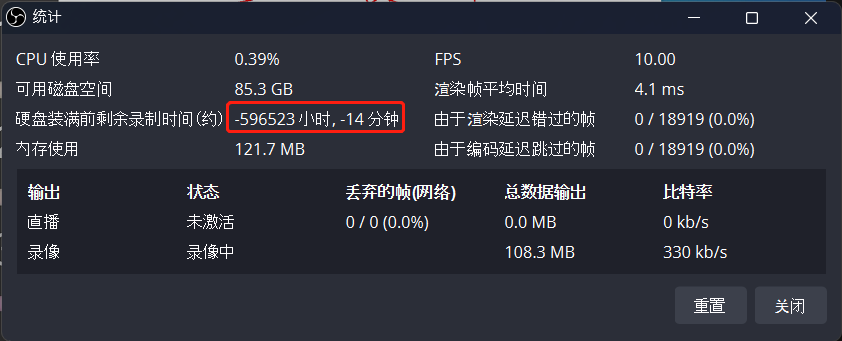 统计
CPU 使用率 0.39% FPS 10.00
可用磁盘空间 85.3 GB 渲染帧平均时间 4.1 ms
硬盘装满前剩余录制时间(约) -596523 小时, -14 分钟 由于渲染延迟错过的帧 0 / 18919 (0.0%)
内存使用 121.7 MB 由于编码延迟跳过的帧 0 / 18919 (0.0%)
输出 状态 丢弃的帧(网络) 总数据输出 比特率
直播 未激活 0 / 0 (0.0%) 0.0 MB 0 kb/s
录像 录像中 108.3 MB 330 kb/s
重置 关闭